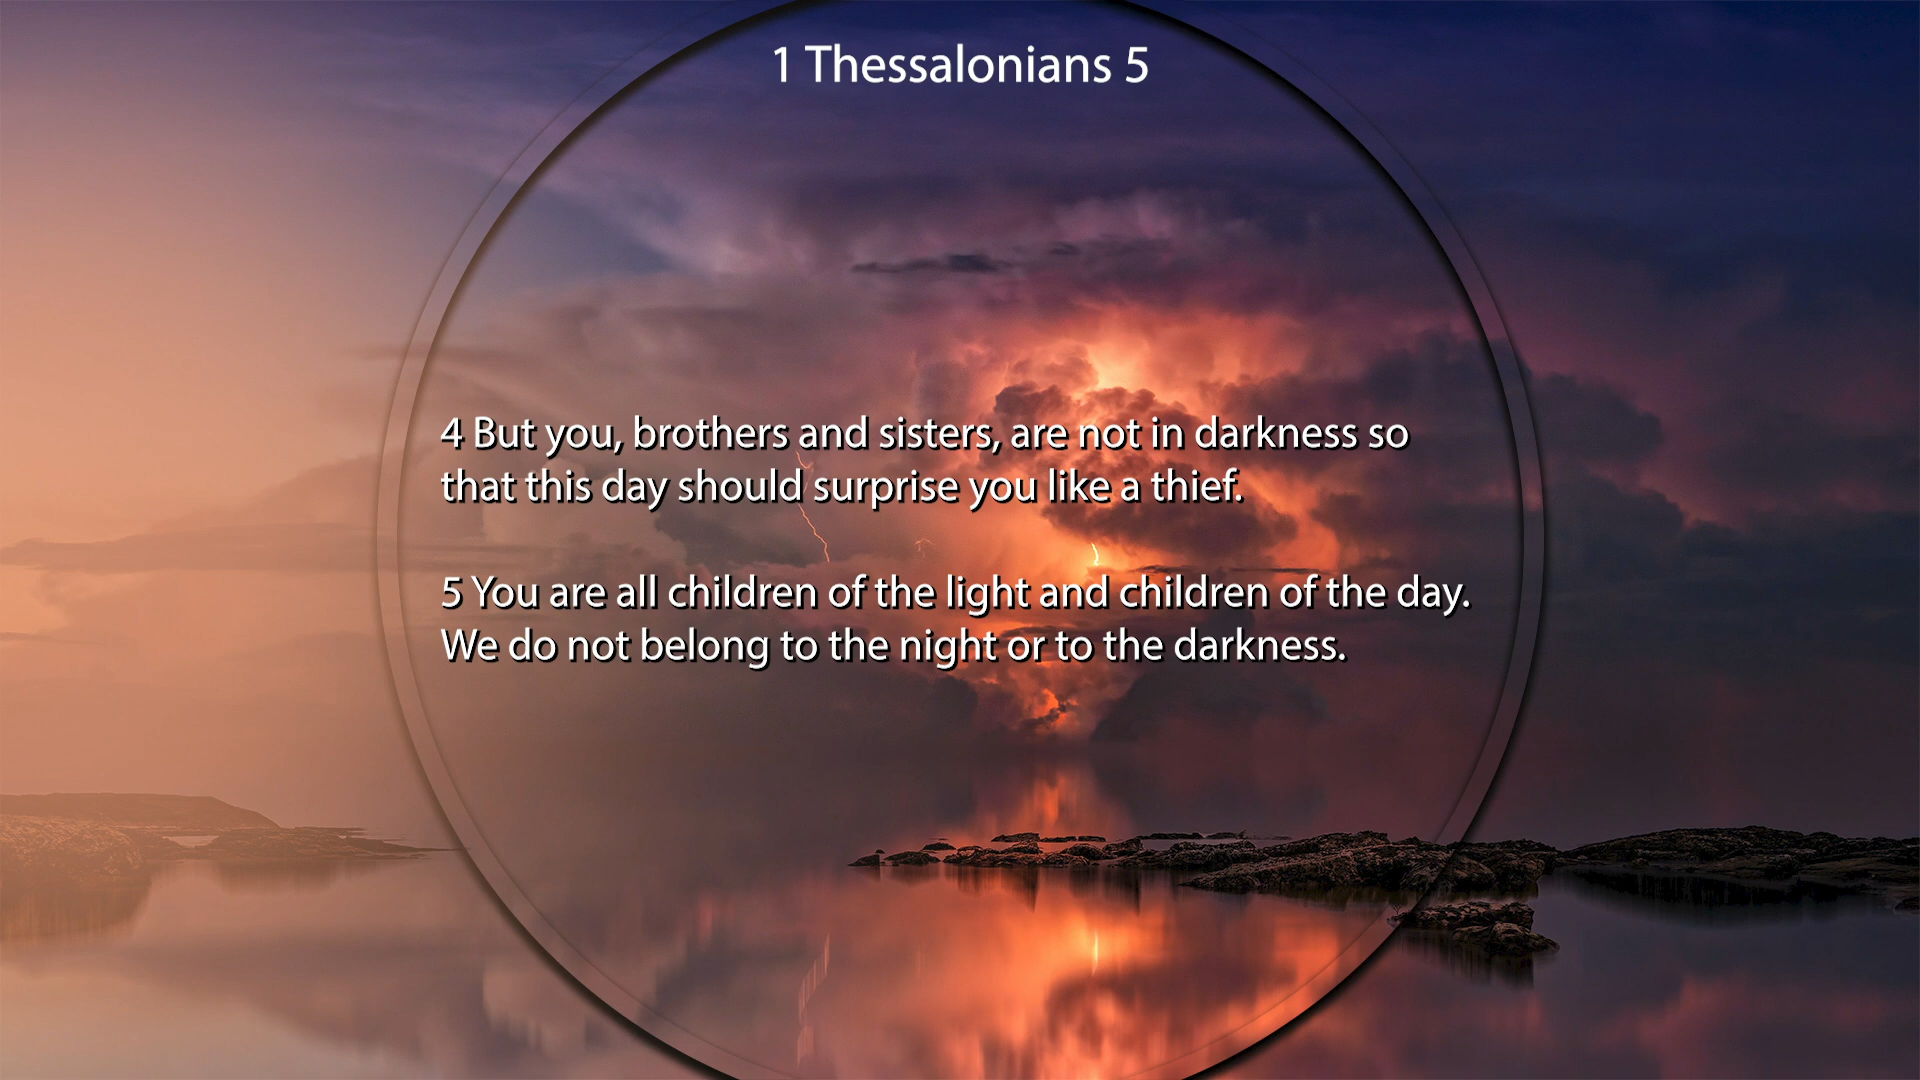 1 Thessalonians 5
4 But you, brothers and sisters, are not in darkness so
that this day should surprise you like a thief.
5 You are all children of the light and children of the day.
We do not belong to the night or to the darkness.